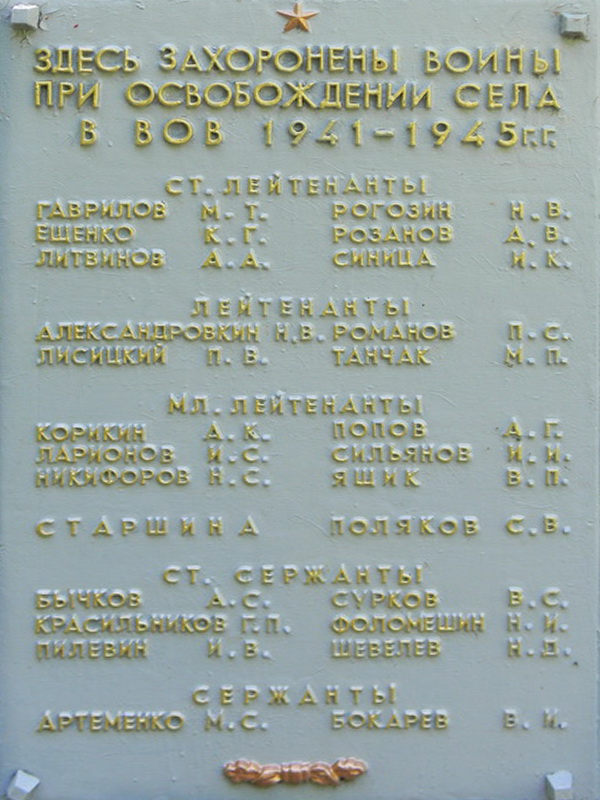 ЗДЕСЬ ЗАХОРОНЕНЫ ВОИНЫ
ПРИ ОСВОБОЖДЕНИИ СЕЛА
В ВОВ 1941-1945гг.
СТ. ЛЕЙТЕНАНТЫ
ГАВРИЛОВ М. Т. РОГОЗИН Н. В.
ЕЩЕНКО К. Г. РОЗАНОВ А. В.
ЛИТВИНОВ А. А. СИНИЦА И. К.
ЛЕЙТЕНАНТЫ
АЛЕКСАНДРОВКИН Н. В. РОМАНОВ П. С.
ЛИСИЦКИЙ П. В. ТАНЧАК М. П.
МЛ. ЛЕЙТЕНАНТЫ
КОРИКИН А. К. ПОПОВ Д. Г.
ЛАРИОНОВ И. С. СИЛЬЯНОВ И. И.
НИКИФОРОВ Н. С. ЯЩИК В. П.
СТАРШИНА ПОЛЯКОВ С. В.
СТ. СЕРЖАНТЫ
БЫЧКОВ А. С. СУРКОВ В. С.
КРАСИЛЬНИКОВ Г. П. ФОЛОМЕШИН Н. И.
ПИЛЕВИН И. В. ШЕВЕЛЕВ Н. Д.
СЕРЖАНТЫ
АРТЕМЕНКО М. С. БОКАРЕВ В. И.